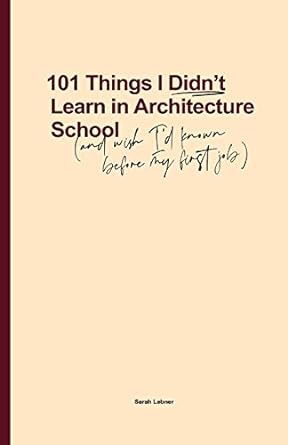 101 Things I Didn't
Learn in Architecture
School
(and wish I'd known
before my first job)
Sarah Lebner